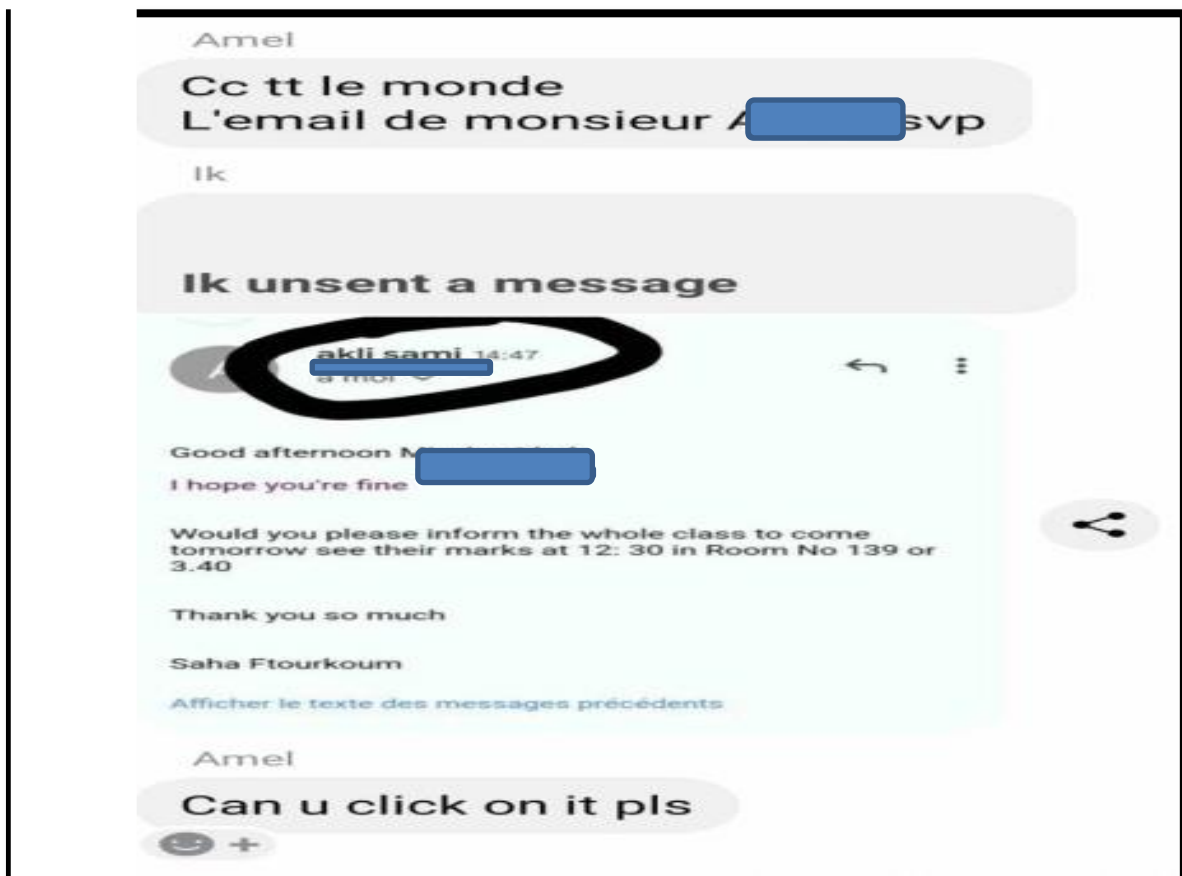 Amel
Cc tt le monde
L'email de monsieur A svp
Ik
Ik unsent a message
akli sami 14:47
à moi
Good afternoon
I hope you're fine
Would you please inform the whole class to come
tomorrow see their marks at 12: 30 in Room No 139 or
3.40
Thank you so much
Saha Ftourkoum
Afficher le texte des messages précédents
Amel
Can u click on it pls